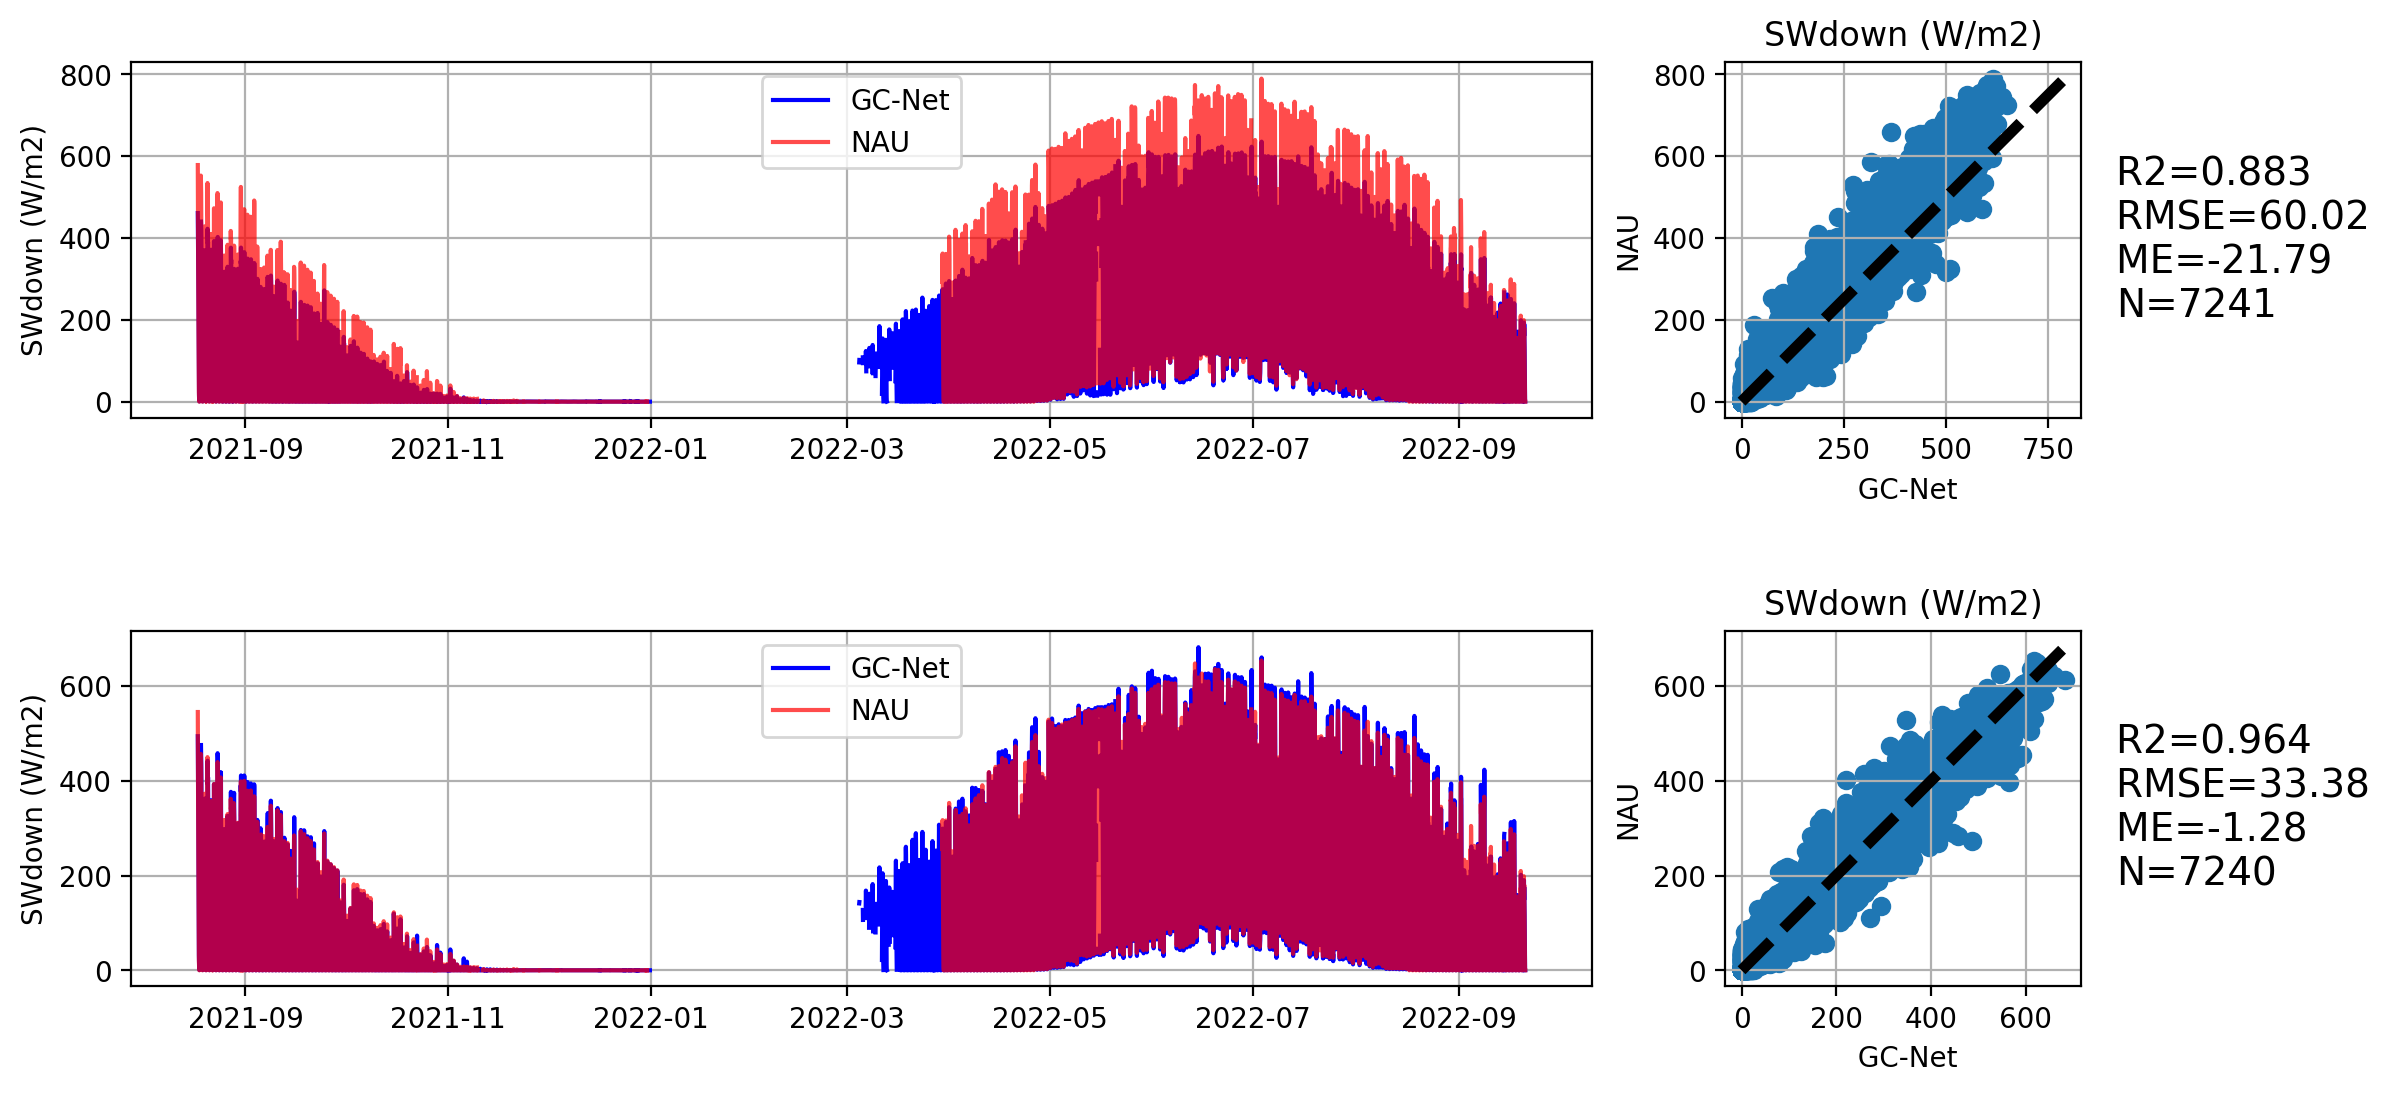 SWdown (W/m2)
800
600
400
200
0
SWdown (W/m2)
GC-Net
NAU
2021-09
2021-11
2022-01
2022-03
2022-05
2022-07
2022-09
800
600
400
200
0
NAU
0
250
500
750
GC-Net
R2=0.883
RMSE=60.02
ME=-21.79
N=7241
SWdown (W/m2)
600
400
200
0
SWdown (W/m2)
GC-Net
NAU
2021-09
2021-11
2022-01
2022-03
2022-05
2022-07
2022-09
600
400
200
0
NAU
0
200
400
600
GC-Net
R2=0.964
RMSE=33.38
ME=-1.28
N=7240